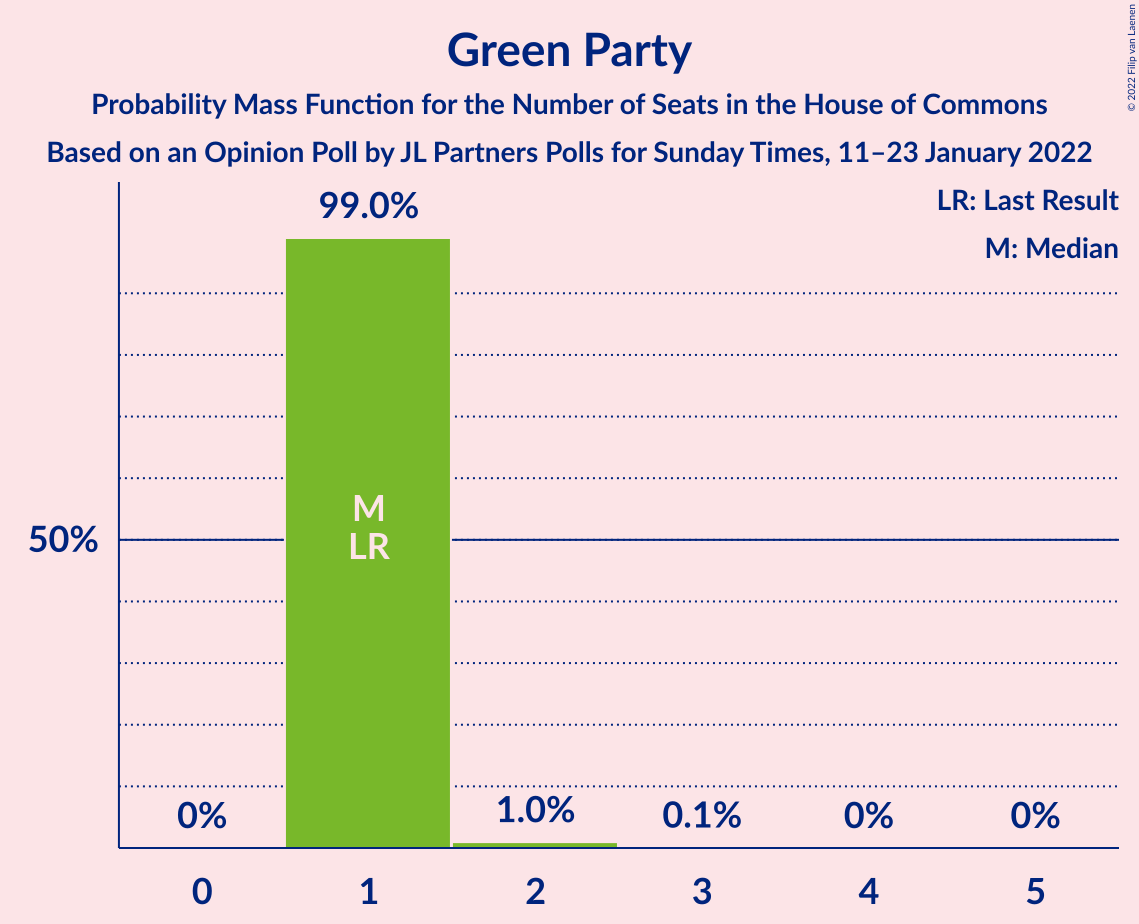 Green Party
Probability Mass Function for the Number of Seats in the House of Commons
Based on an Opinion Poll by JL Partners Polls for Sunday Times, 11–23 January 2022
© 2022 Filip van Laenen
LR: Last Result
M: Median
99.0%
M
LR
50%
0%
1.0%
0.1%
0%
0%
0
1
2
3
4
5